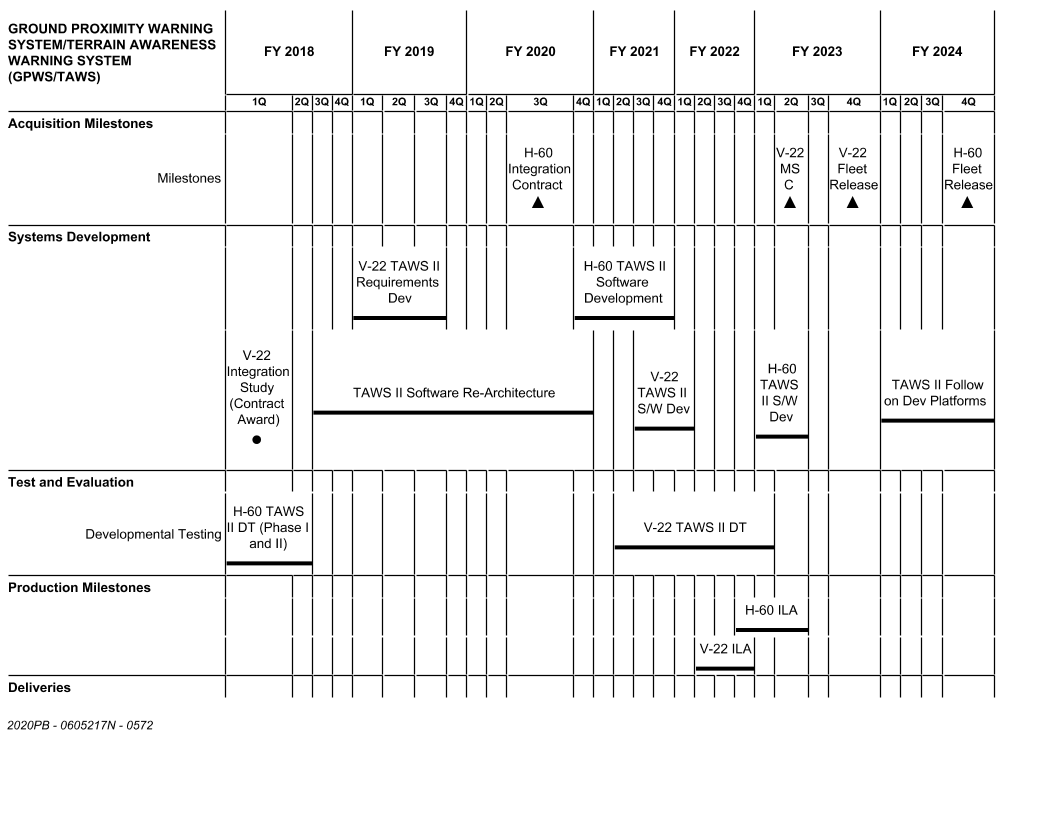 GROUND PROXIMITY WARNING
SYSTEM/TERRAIN AWARENESS
WARNING SYSTEM
(GPWS/TAWS)
FY 2018 FY 2019 FY 2020 FY 2021 FY 2022 FY 2023 FY 2024
1Q 2Q 3Q 4Q 1Q 2Q 3Q 4Q 1Q 2Q 3Q 4Q 1Q 2Q 3Q 4Q 1Q 2Q 3Q 4Q 1Q 2Q 3Q 4Q 1Q 2Q 3Q 4Q
Acquisition Milestones
Milestones
H-60
Integration
Contract
V-22
MS
C
V-22
Fleet
Release
H-60
Fleet
Release
Systems Development
V-22 TAWS II
Requirements
Dev
H-60 TAWS II
Software
Development
V-22
Integration
Study
(Contract
Award)
TAWS II Software Re-Architecture
V-22
TAWS II
S/W Dev
H-60
TAWS
II S/W
Dev
TAWS II Follow
on Dev Platforms
Test and Evaluation
Developmental Testing
H-60 TAWS
II DT (Phase I
and II)
V-22 TAWS II DT
Production Milestones
H-60 ILA
V-22 ILA
Deliveries
2020PB - 0605217N - 0572